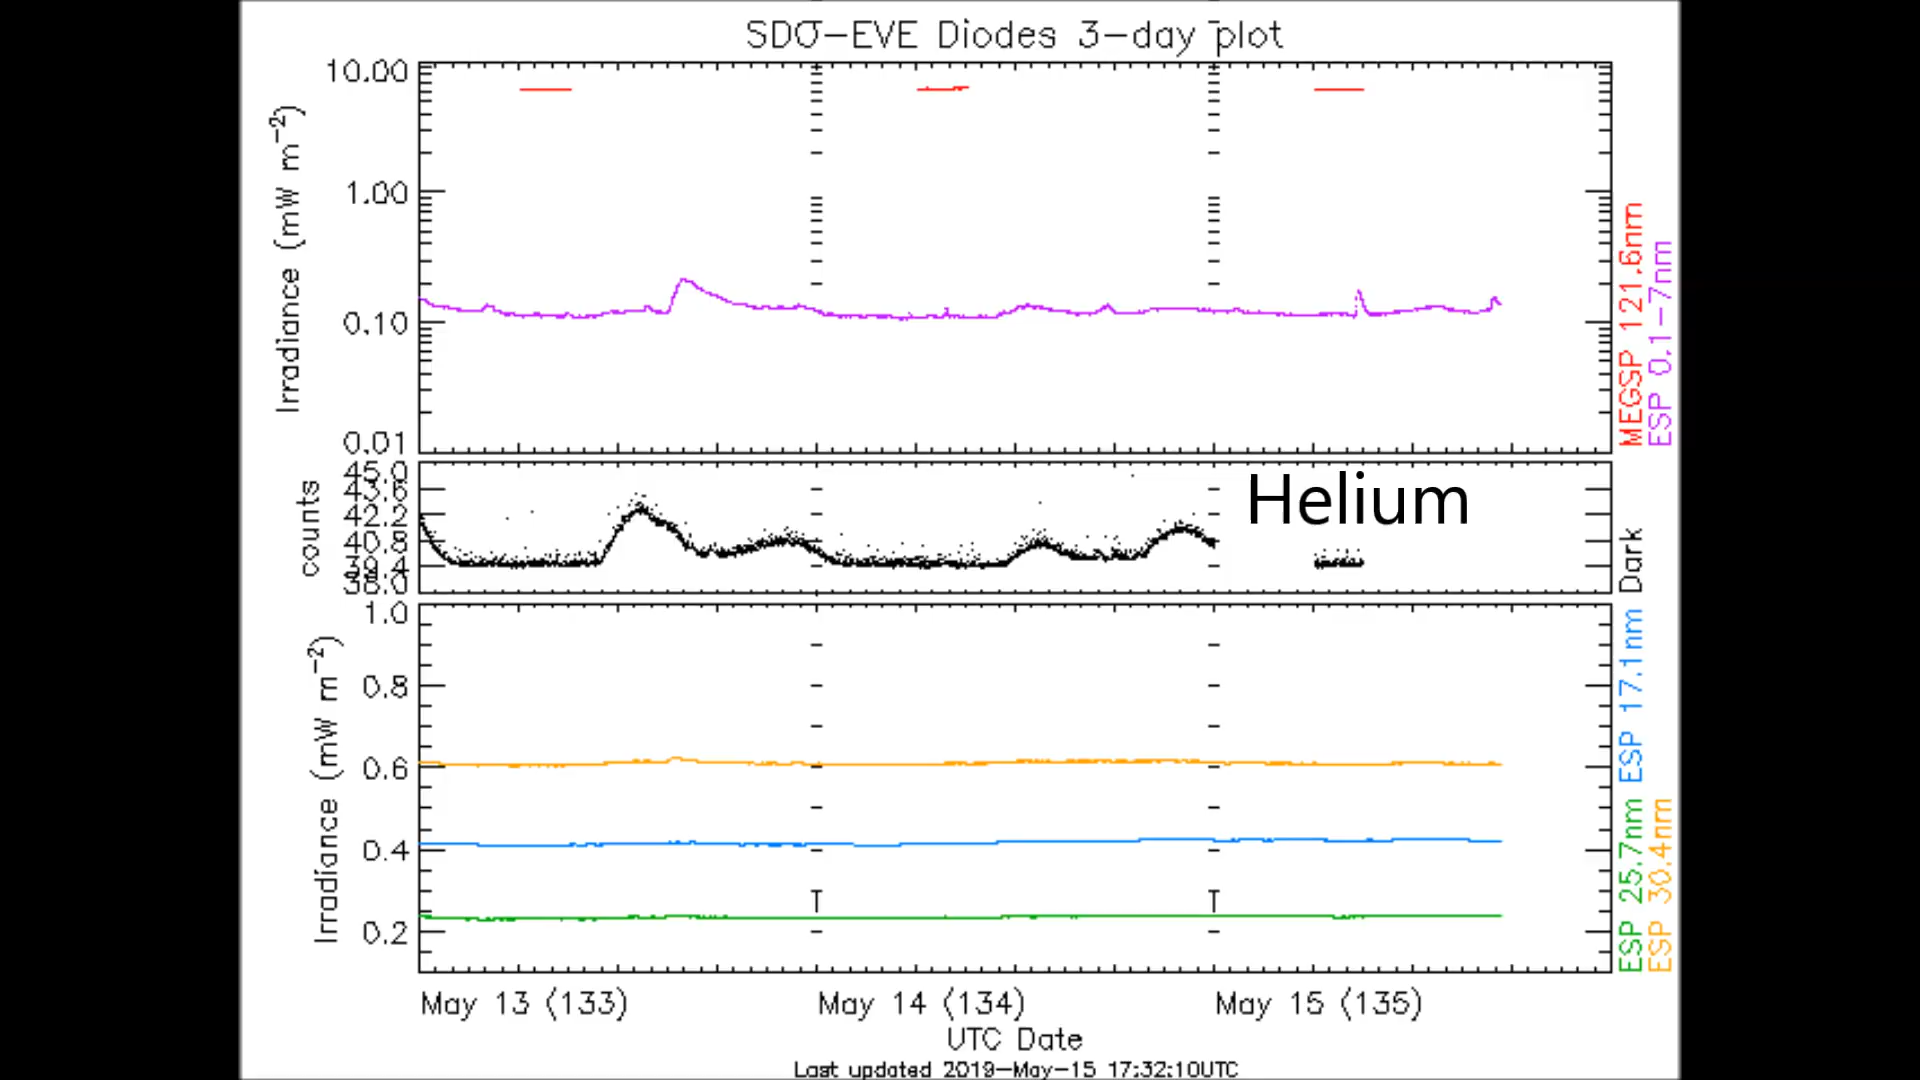 SDO-EVE Diodes 3-day plot
10.00
1.00
0.10
0.01
Irradiance (mW m⁻²)
MEGSP 121.6nm
ESP 0.1-7nm
45.0
43.6
42.2
40.8
39.4
38.0
counts
Helium
Dark
1.0
0.8
0.6
0.4
0.2
Irradiance (mW m⁻²)
ESP 25.7nm ESP 17.1nm
ESP 30.4nm
May 13 (133) May 14 (134) May 15 (135)
UTC Date
Last updated 2019-May-15 17:32:10UTC